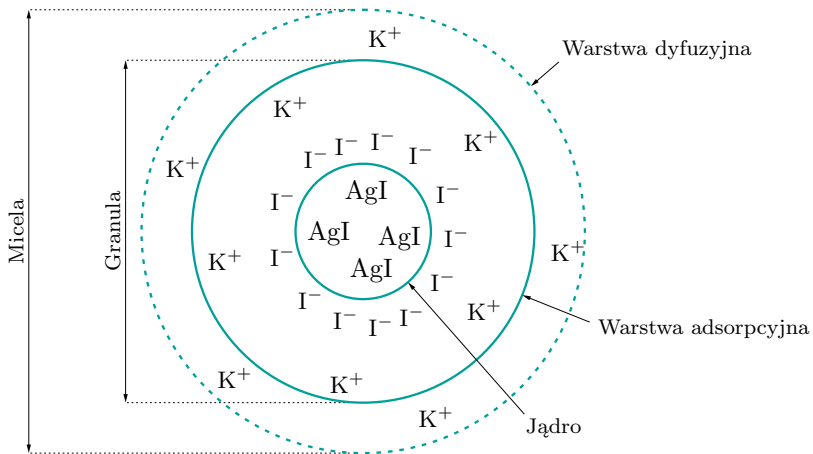 K⁺
Warstwa dyfuzyjna
K⁺
I⁻ I⁻ I⁻ I⁻ I⁻
K⁺
K⁺
AgI
I⁻
I⁻
Micela
Granula
AgI
AgI
I⁻
K⁺
K⁺
I⁻
AgI
I⁻
I⁻
I⁻ I⁻ I⁻
K⁺
Warstwa adsorpcyjna
K⁺
K⁺
K⁺
Jądro